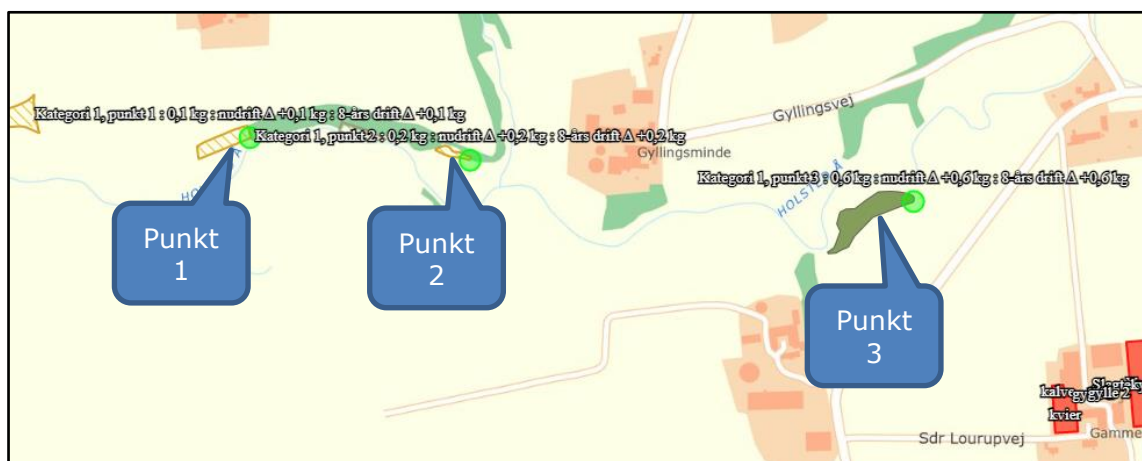 Kategori 1, punkt 1 : 0,1 kg : nudrift Δ +0,1 kg : 8-års drift Δ +0,1 kg
Kategori 1, punkt 2 : 0,2 kg : nudrift Δ +0,2 kg : 8-års drift Δ +0,2 kg
Gyllingsvej
Gyllingsminde
Kategori 1, punkt 3 : 0,6 kg : nudrift Δ +0,6 kg : 8-års drift Δ +0,6 kg
HOLSTED Å
Punkt
1
Punkt
2
Punkt
3
kvier
Sdr Lourupvej
Gamme